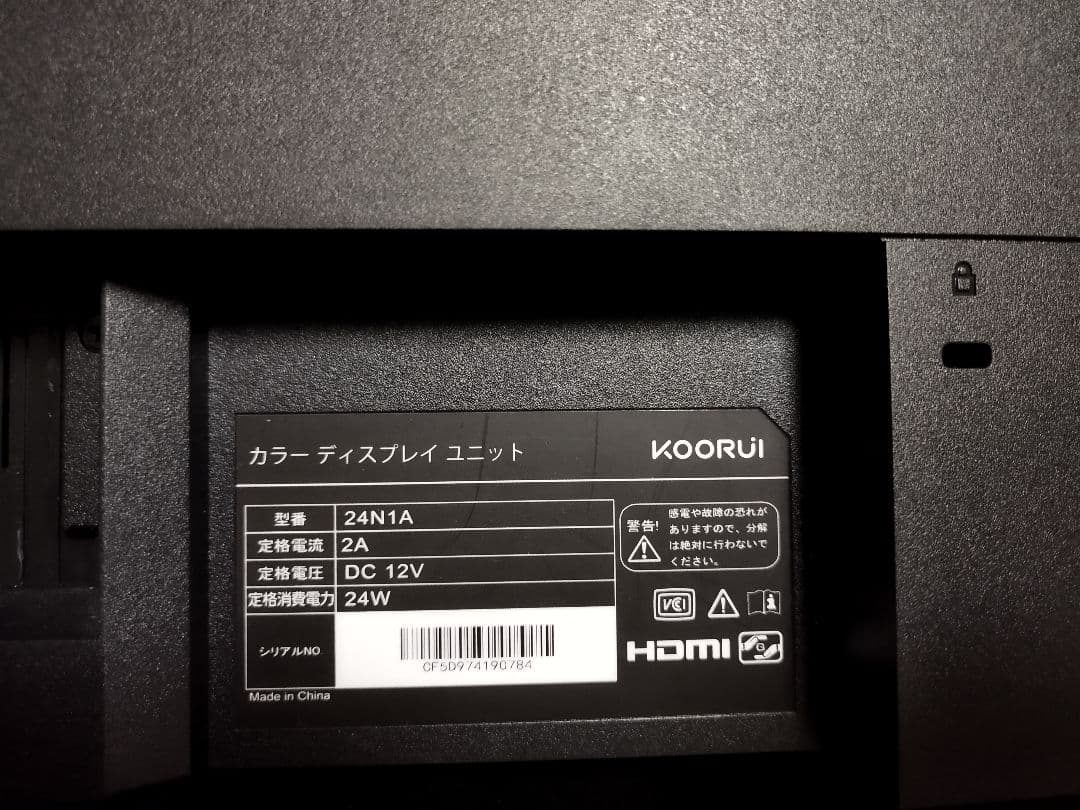 カラー ディスプレイ ユニット
KOORUI
型番 24N1A
定格電流 2A
定格電圧 DC 12V
定格消費電力 24W
シリアルNO
CF5D97419O784
Made in China
警告!
感電や故障の恐れが
ありますので、分解
は絶対に行わないで
ください。
VCCI
HDMI
PC
G